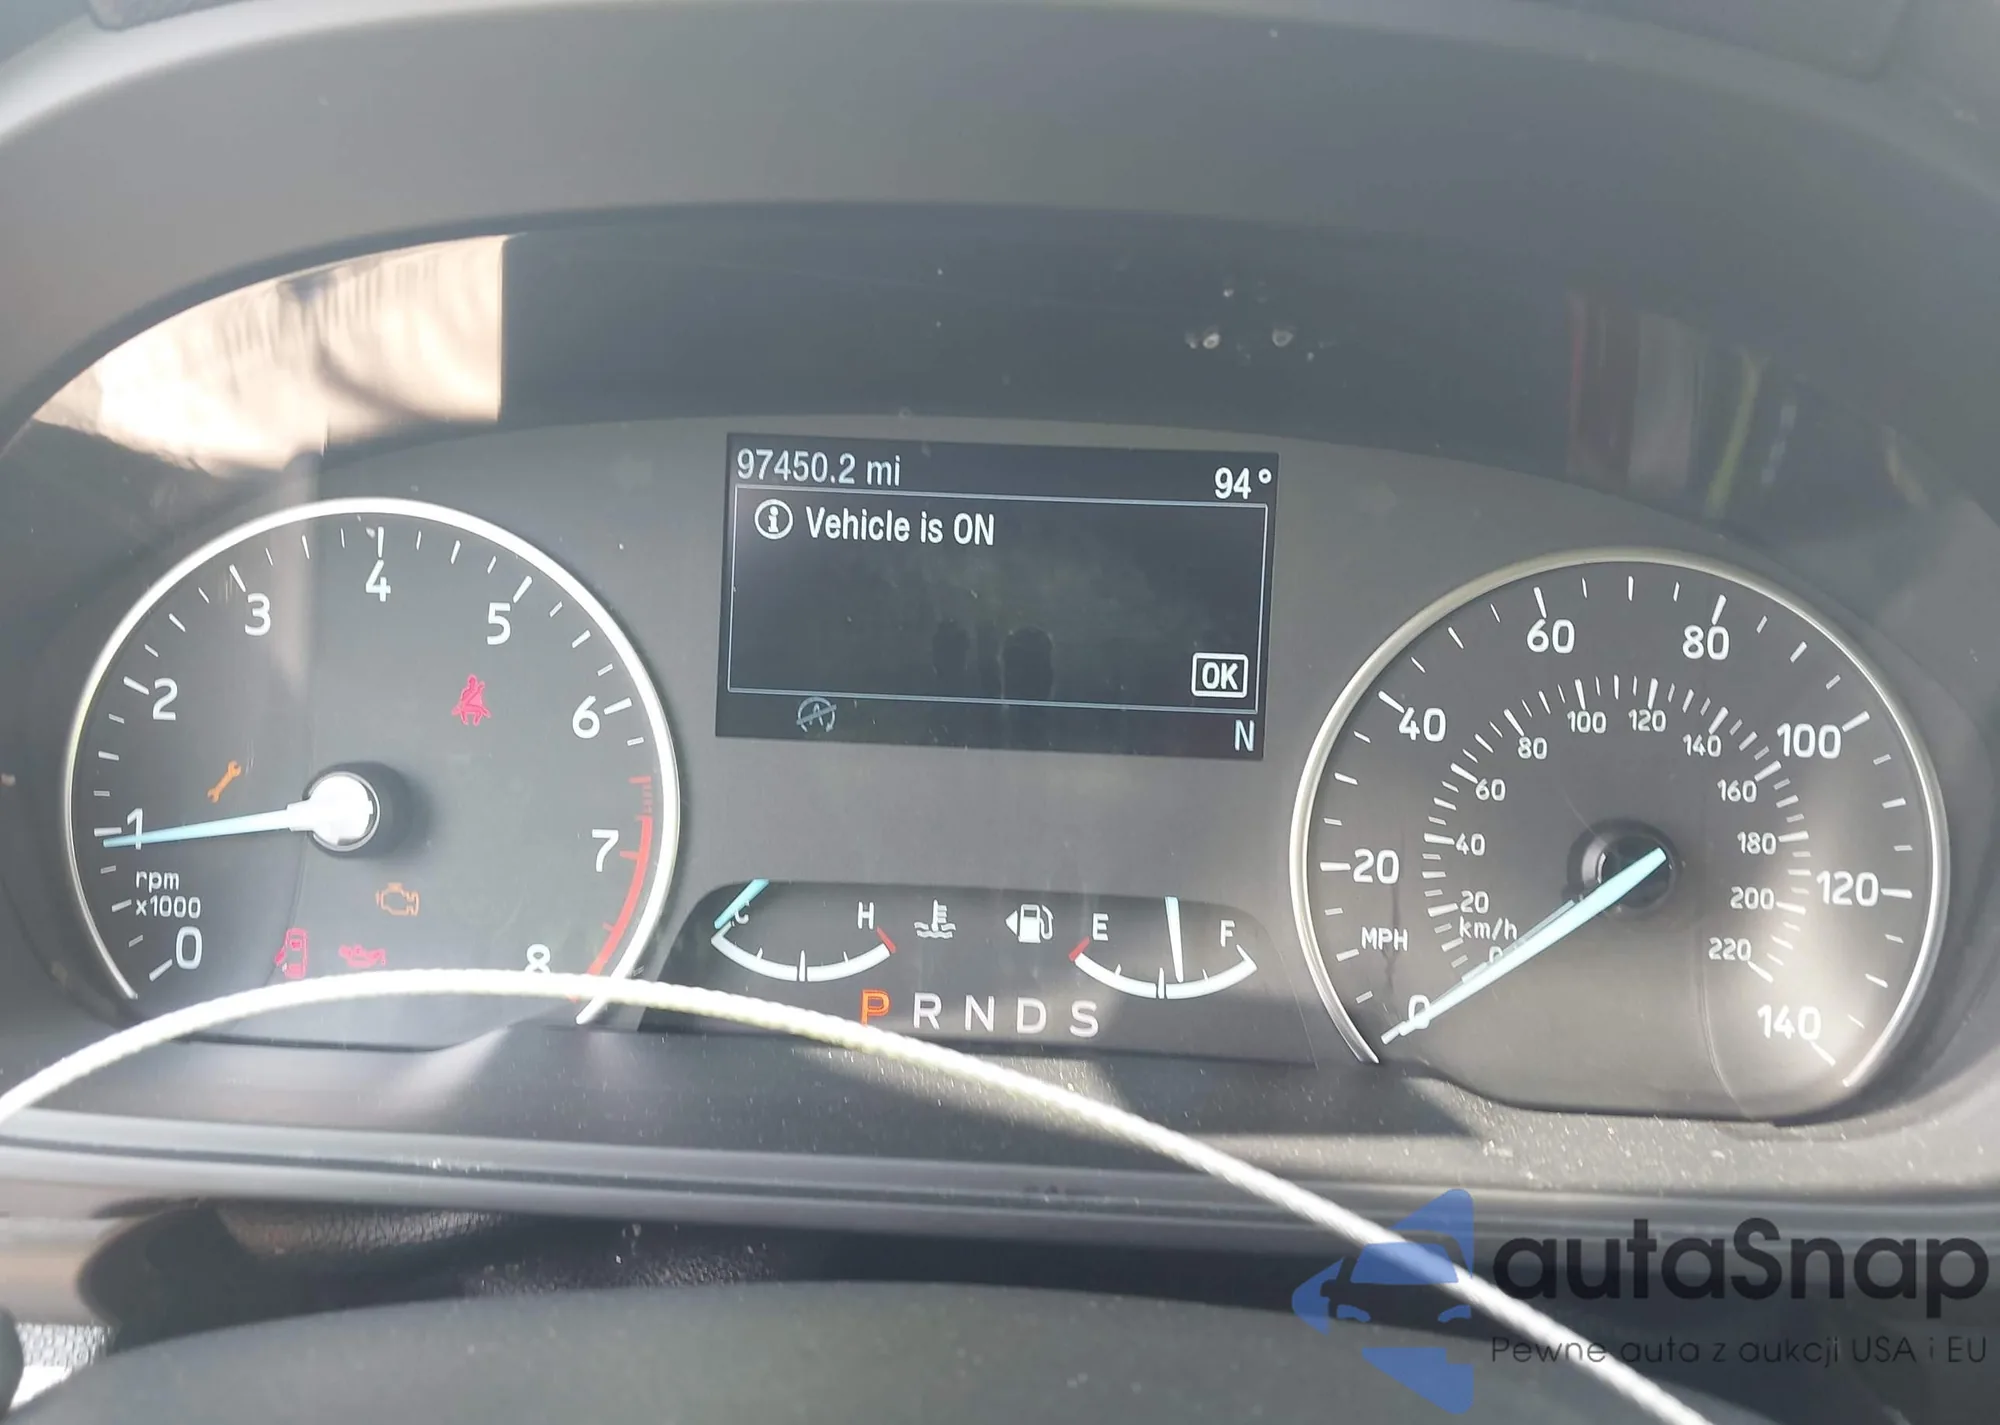 97450.2 mi
94°
Vehicle is ON
OK
N
0
1
2
3
4
5
6
7
8
rpm
x1000
C
H
E
F
P R N D S
0
20
40
60
80
100
120
140
MPH
0
20
40
60
80
100
120
140
160
180
200
220
km/h
autaSnap
Pewne auta z aukcji USA i EU